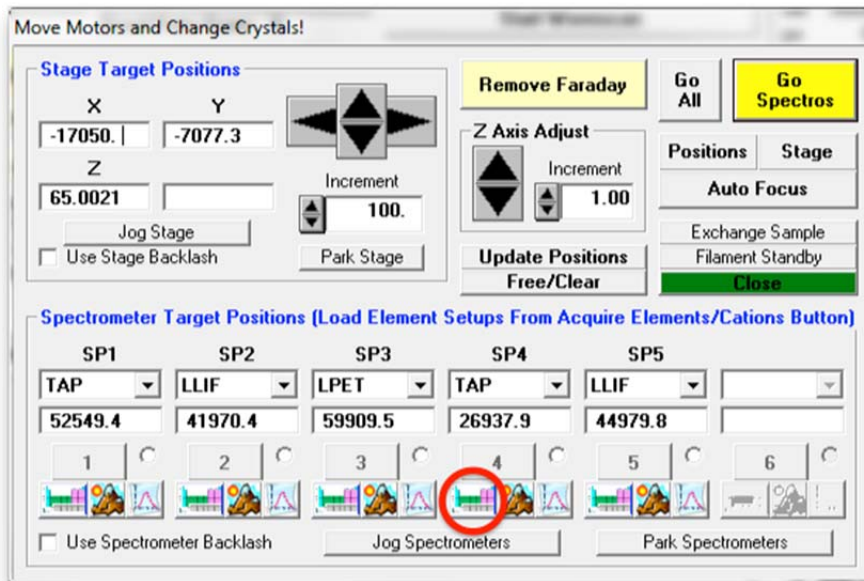 Move Motors and Change Crystals!
Stage Target Positions
X Y
-17050. -7077.3
Z
65.0021
Jog Stage
Use Stage Backlash
Increment
100.
Park Stage
Remove Faraday
Z Axis Adjust
Increment
1.00
Update Positions
Free/Clear
Go All
Go Spectros
Positions Stage
Auto Focus
Exchange Sample
Filament Standby
Close
Spectrometer Target Positions (Load Element Setups From Acquire Elements/Cations Button)
SP1 SP2 SP3 SP4 SP5
TAP LLIF LPET TAP LLIF
52549.4 41970.4 59909.5 26937.9 44979.8
1 2 3 4 5 6
Use Spectrometer Backlash Jog Spectrometers Park Spectrometers